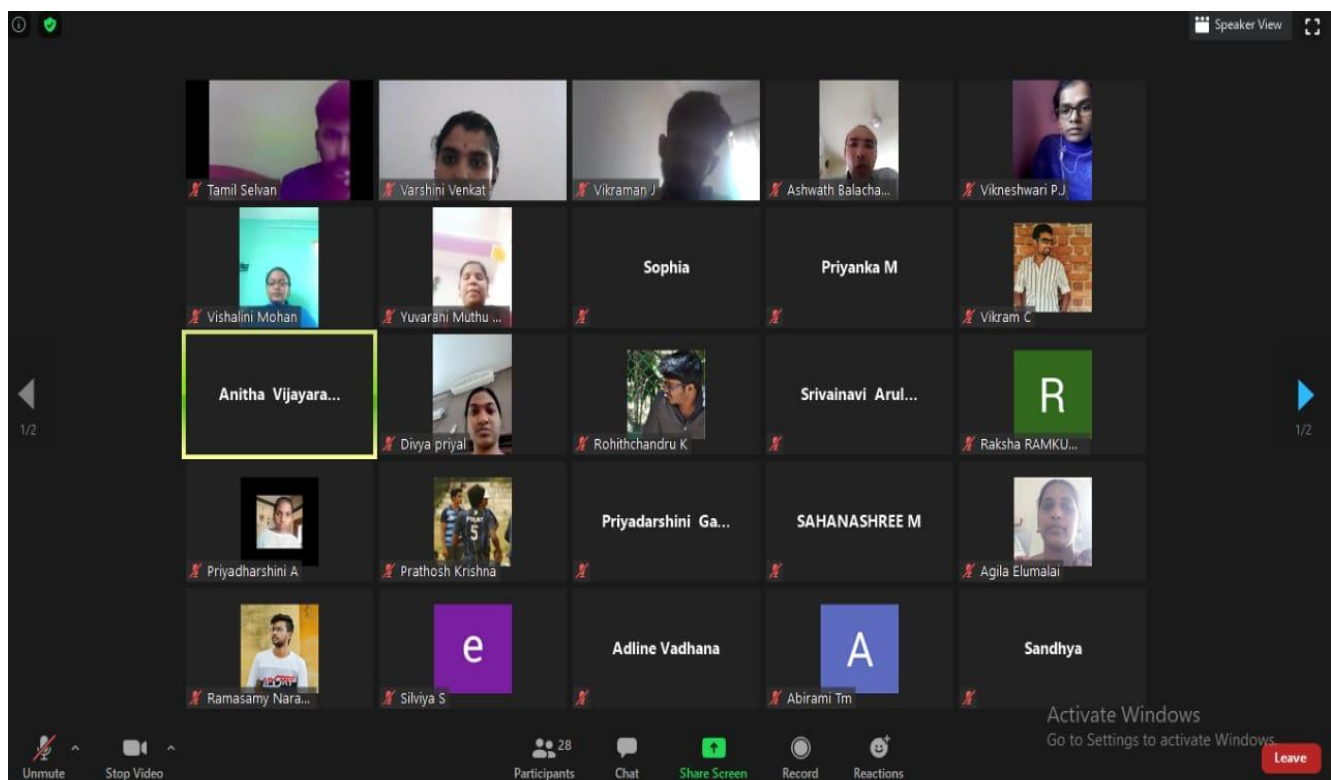 Speaker View
Tamil Selvan
Varshini Venkat
Vikraman J
Ashwath Balacha...
Vikneshwari P.J
Vishalini Mohan
Yuvarani Muthu ...
Sophia
Priyanka M
Vikram C
Anitha Vijayara...
Divya priyal
Rohithchandru K
Srivainavi Arul...
R
Raksha RAMKU...
1/2
1/2
Priyadharshini A
5
Prathosh Krishna
Priyadarshini Ga...
SAHANASHREE M
Agila Elumalai
Ramasamy Nara...
e
Silviya S
Adline Vadhana
A
Abirami Tm
Sandhya
Activate Windows
Go to Settings to activate Windows.
Unmute
Stop Video
28
Participants
Chat
Share Screen
Record
Reactions
Leave